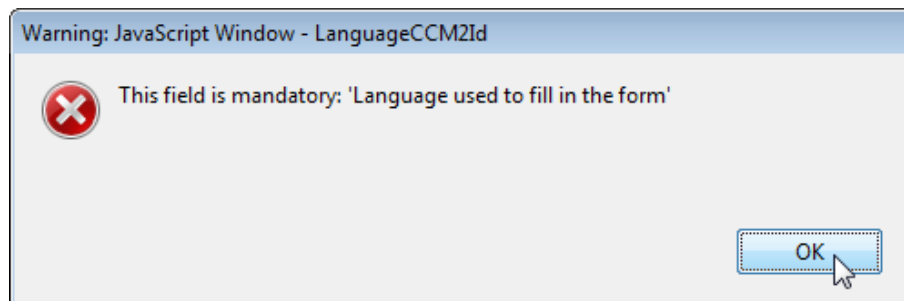 Warning: JavaScript Window - LanguageCCM2Id
This field is mandatory: 'Language used to fill in the form'
OK